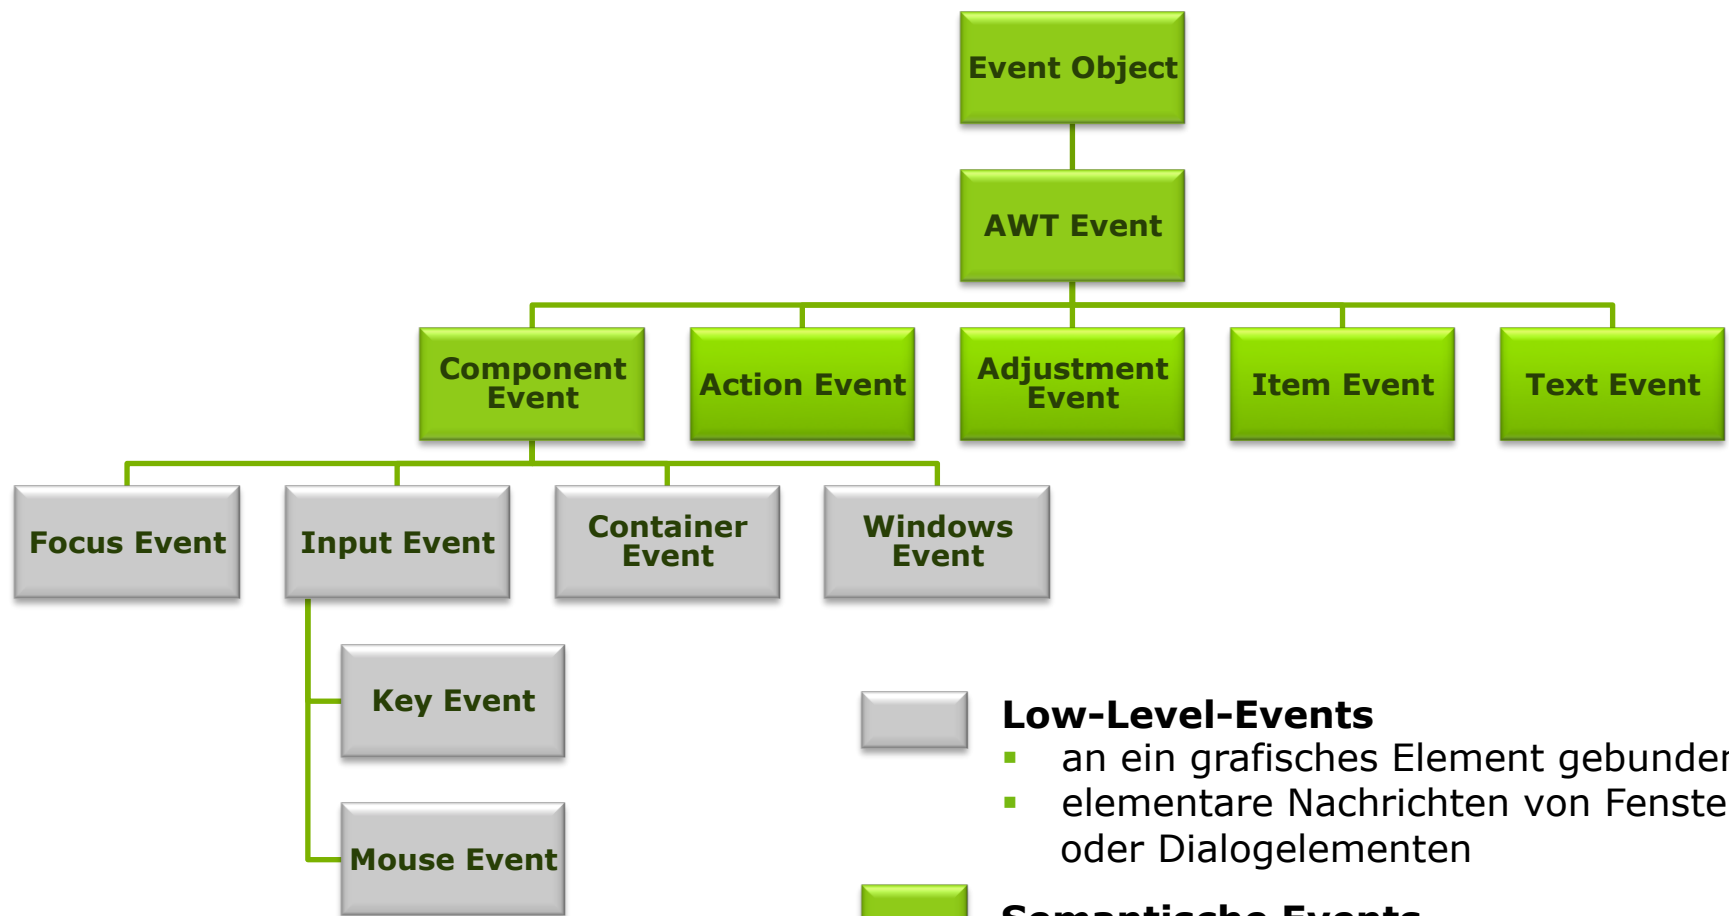 Event Object
AWT Event
Component
Event
Action Event
Adjustment
Event
Item Event
Text Event
Focus Event
Input Event
Container
Event
Windows
Event
Key Event
Mouse Event
Low-Level-Events
an ein grafisches Element gebunden
elementare Nachrichten von Fenste
oder Dialogelementen
Semantische Events